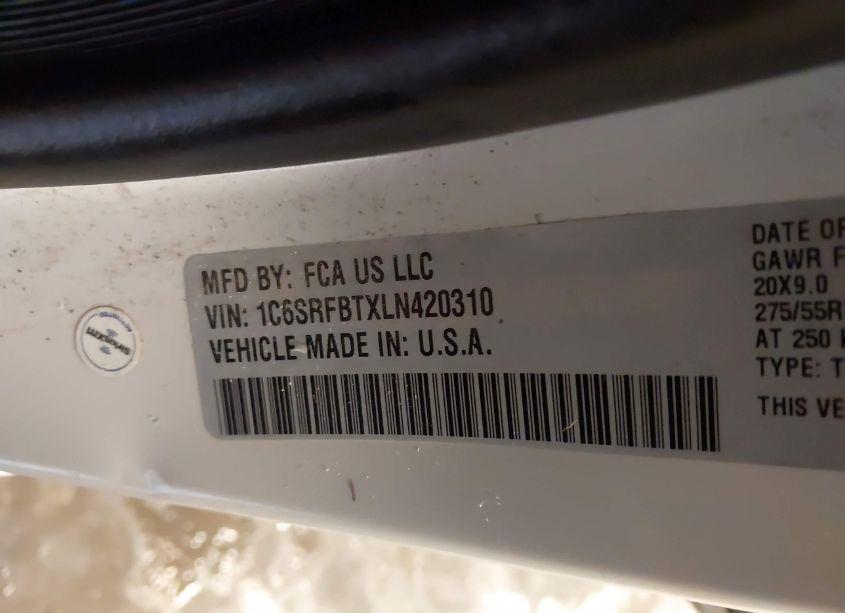 MFD BY: FCA US LLC
VIN: 1C6SRFBTXLN420310
VEHICLE MADE IN: U.S.A.
DATE OF
GAWR F
20X9.0
275/55R
AT 250
TYPE: T
THIS VE